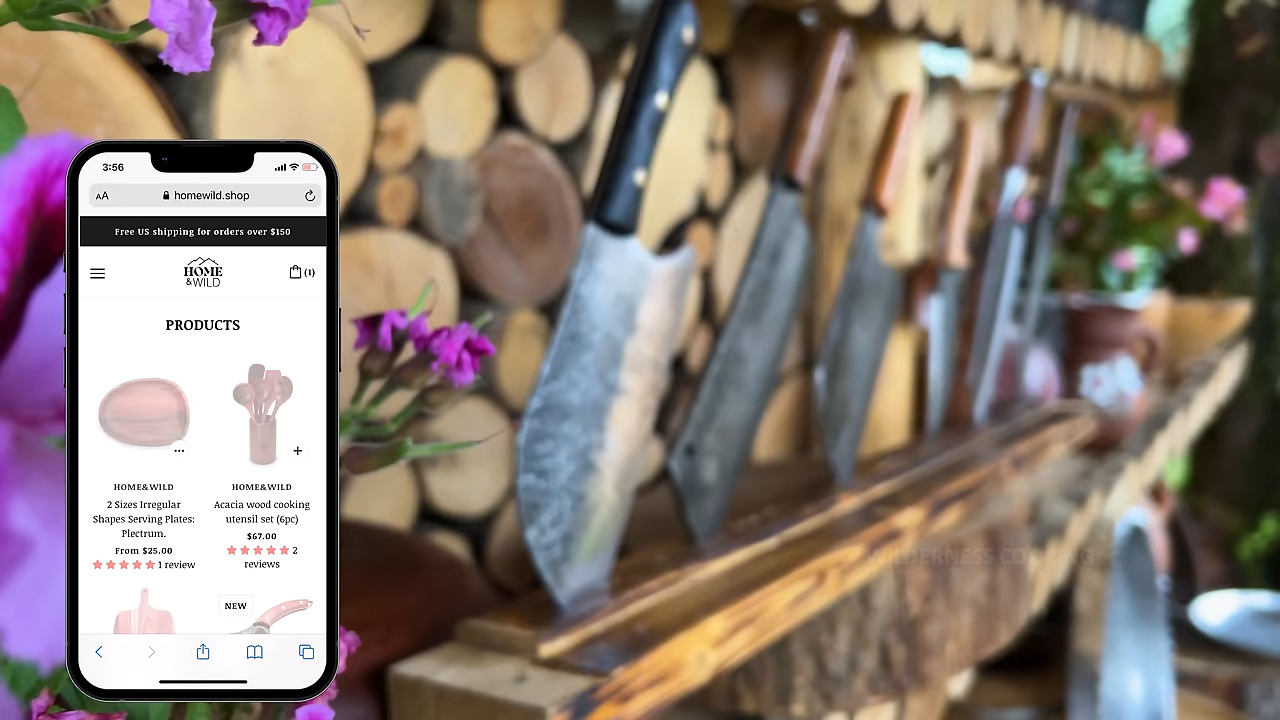 3:56
AA homewild.shop
Free US shipping for orders over $150
HOME
&WILD
(1)
PRODUCTS
HOME&WILD
2 Sizes Irregular
Shapes Serving Plates:
Plectrum.
From $25.00
1 review
HOME&WILD
Acacia wood cooking
utensil set (6pc)
$67.00
2
reviews
NEW
WILDERNESS COOKING